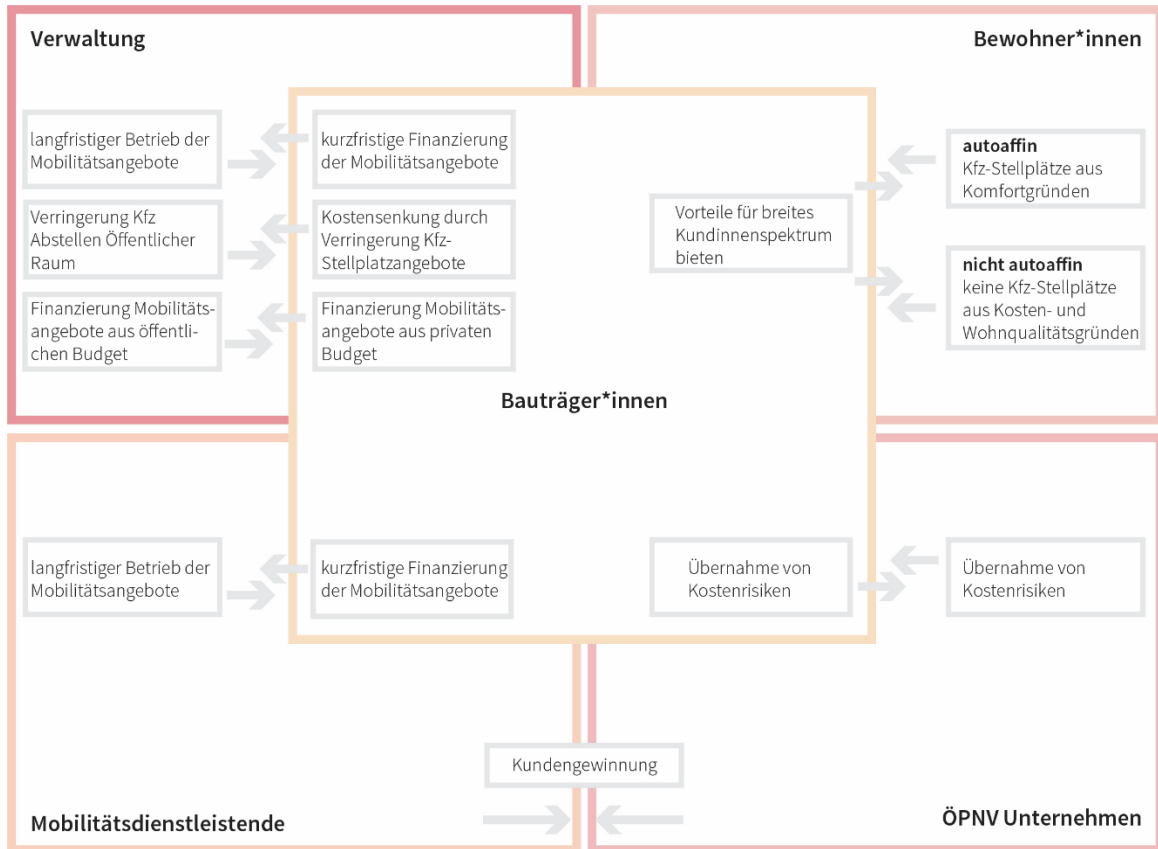 Verwaltung
Bewohner*innen
langfristiger Betrieb der
Mobilitätsangebote
kurzfristige Finanzierung
der Mobilitätsangebote
autoaffin
Kfz-Stellplätze aus
Komfortgründen
Verringerung Kfz
Abstellen Öffentlicher
Raum
Kostensenkung durch
Verringerung Kfz-
Stellplatzangebote
Vorteile für breites
Kundinnenspektrum
bieten
nicht autoaffin
keine Kfz-Stellplätze
aus Kosten- und
Wohnqualitätsgründen
Finanzierung Mobilitäts-
angebote aus öffentli-
chen Budget
Finanzierung Mobilitäts-
angebote aus privaten
Budget
Bauträger*innen
langfristiger Betrieb der
Mobilitätsangebote
kurzfristige Finanzierung
der Mobilitätsangebote
Übernahme von
Kostenrisiken
Übernahme von
Kostenrisiken
Kundengewinnung
Mobilitätsdienstleistende
ÖPNV Unternehmen